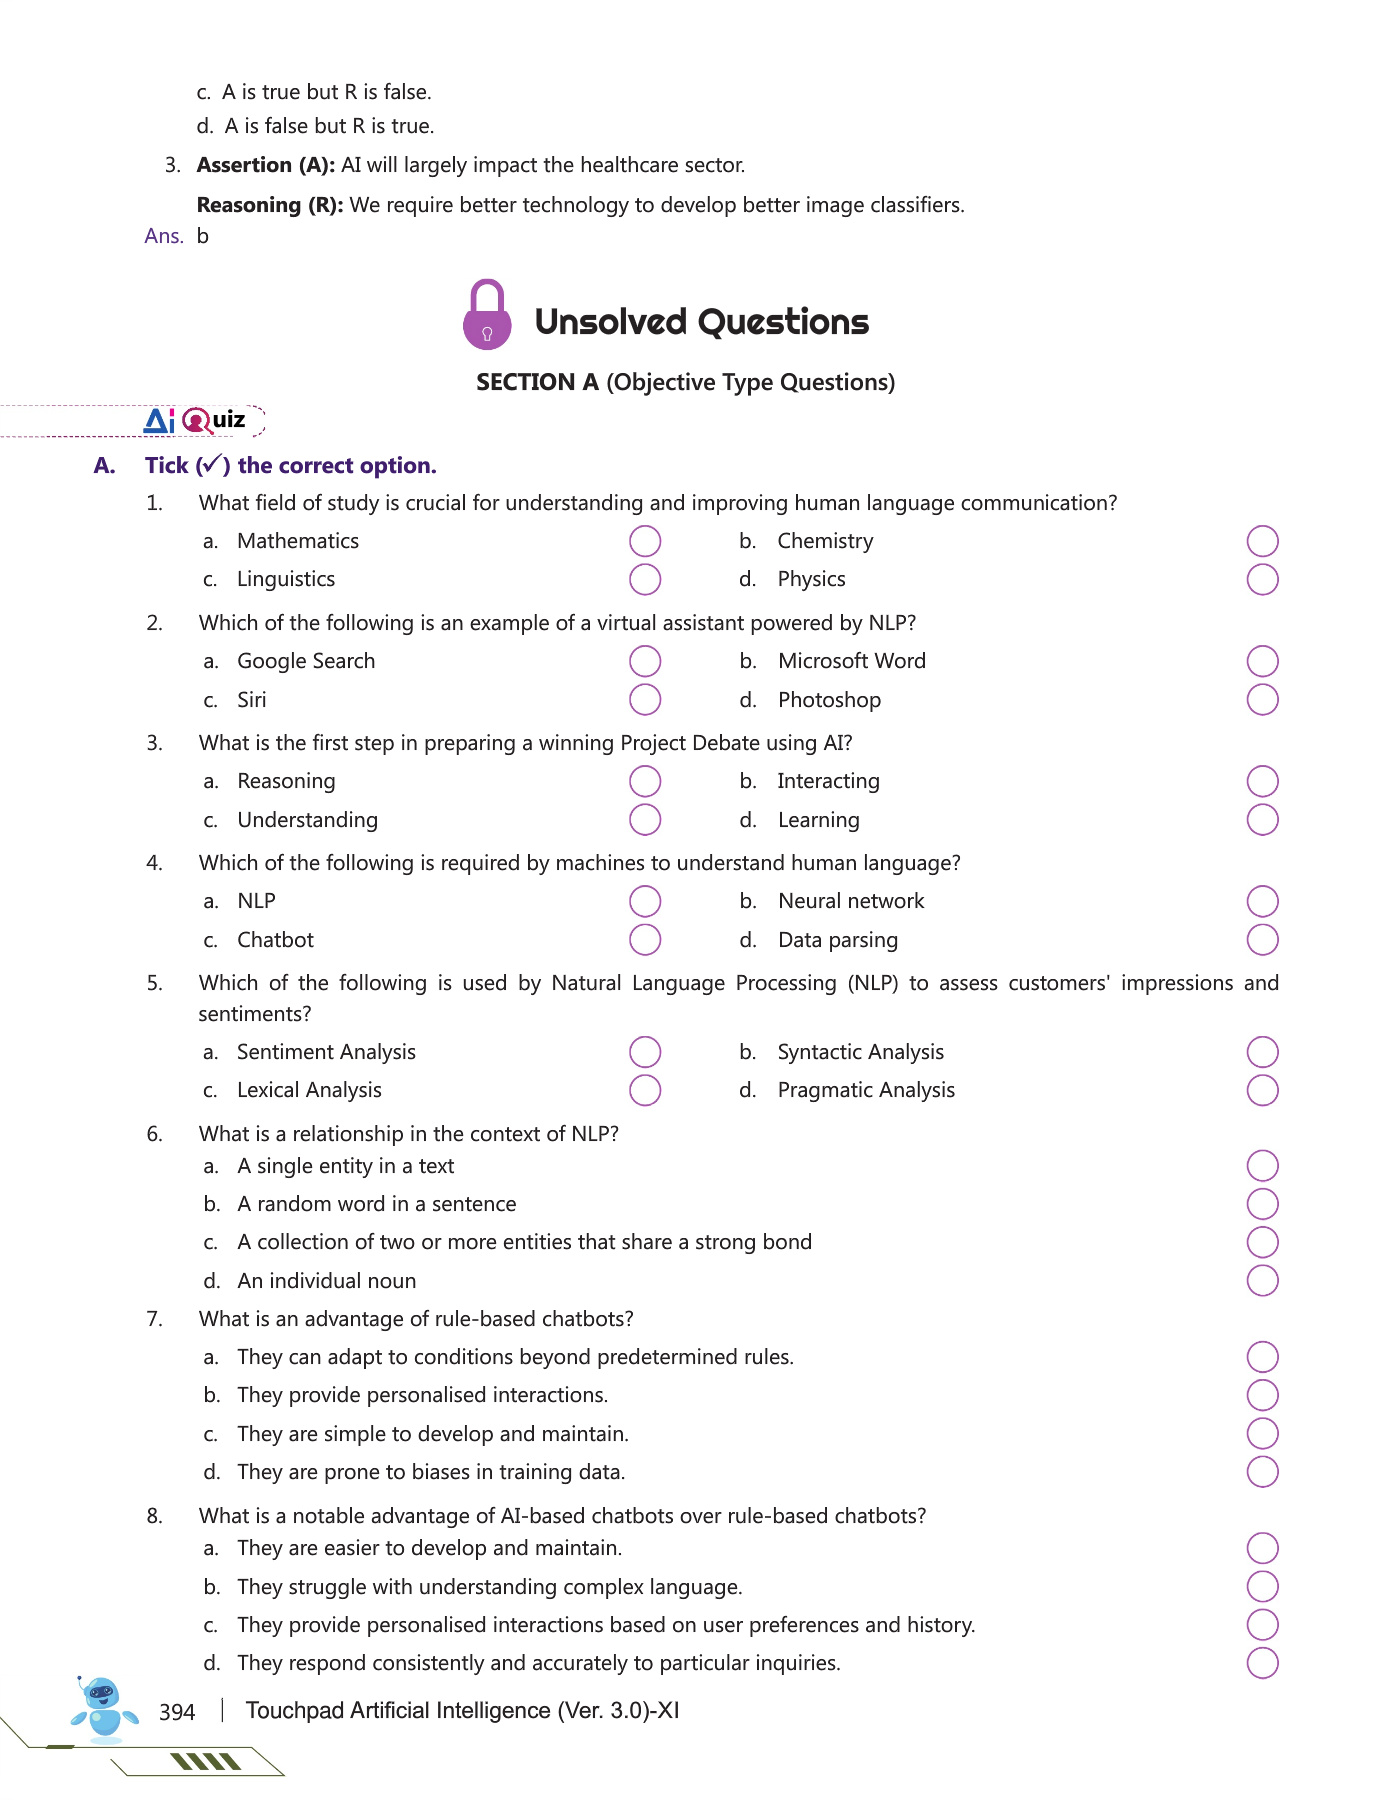 c. A is true but R is false.
d. A is false but R is true.
3. Assertion (A): AI will largely impact the healthcare sector.
Reasoning (R): We require better technology to develop better image classifiers.
Ans. b
Unsolved Questions
SECTION A (Objective Type Questions)
Ai Quiz
A. Tick (✓) the correct option.
1. What field of study is crucial for understanding and improving human language communication?
a. Mathematics b. Chemistry
c. Linguistics d. Physics
2. Which of the following is an example of a virtual assistant powered by NLP?
a. Google Search b. Microsoft Word
c. Siri d. Photoshop
3. What is the first step in preparing a winning Project Debate using AI?
a. Reasoning b. Interacting
c. Understanding d. Learning
4. Which of the following is required by machines to understand human language?
a. NLP b. Neural network
c. Chatbot d. Data parsing
5. Which of the following is used by Natural Language Processing (NLP) to assess customers' impressions and
sentiments?
a. Sentiment Analysis b. Syntactic Analysis
c. Lexical Analysis d. Pragmatic Analysis
6. What is a relationship in the context of NLP?
a. A single entity in a text
b. A random word in a sentence
c. A collection of two or more entities that share a strong bond
d. An individual noun
7. What is an advantage of rule-based chatbots?
a. They can adapt to conditions beyond predetermined rules.
b. They provide personalised interactions.
c. They are simple to develop and maintain.
d. They are prone to biases in training data.
8. What is a notable advantage of AI-based chatbots over rule-based chatbots?
a. They are easier to develop and maintain.
b. They struggle with understanding complex language.
c. They provide personalised interactions based on user preferences and history.
d. They respond consistently and accurately to particular inquiries.
394 Touchpad Artificial Intelligence (Ver. 3.0)-XI